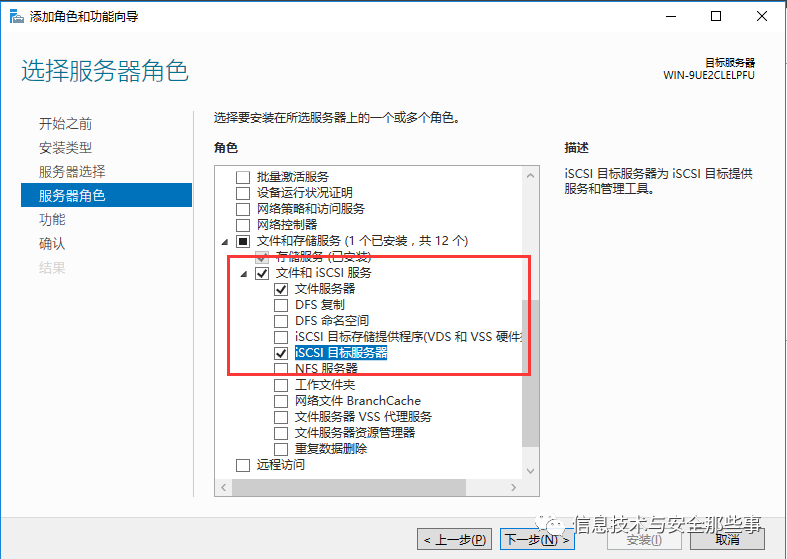 添加角色和功能向导
选择服务器角色
目标服务器
WIN-9UE2CLELPFU
开始之前
安装类型
服务器选择
服务器角色
功能
确认
结果
选择要安装在所选服务器上的一个或多个角色。
角色
批量激活服务
设备运行状况证明
网络策略和访问服务
网络控制器
文件和存储服务 (1 个已安装，共 12 个)
存储服务 (已安装)
文件和 iSCSI 服务
文件服务器
DFS 复制
DFS 命名空间
iSCSI 目标存储提供程序(VDS 和 VSS 硬件
iSCSI 目标服务器
NFS 服务器
工作文件夹
网络文件 BranchCache
文件服务器 VSS 代理服务
文件服务器资源管理器
重复数据删除
远程访问
描述
iSCSI 目标服务器为 iSCSI 目标提供
服务和管理工具。
< 上一步(P)
下一步(N) >
安装(I)
取消
信息技术与安全那些事